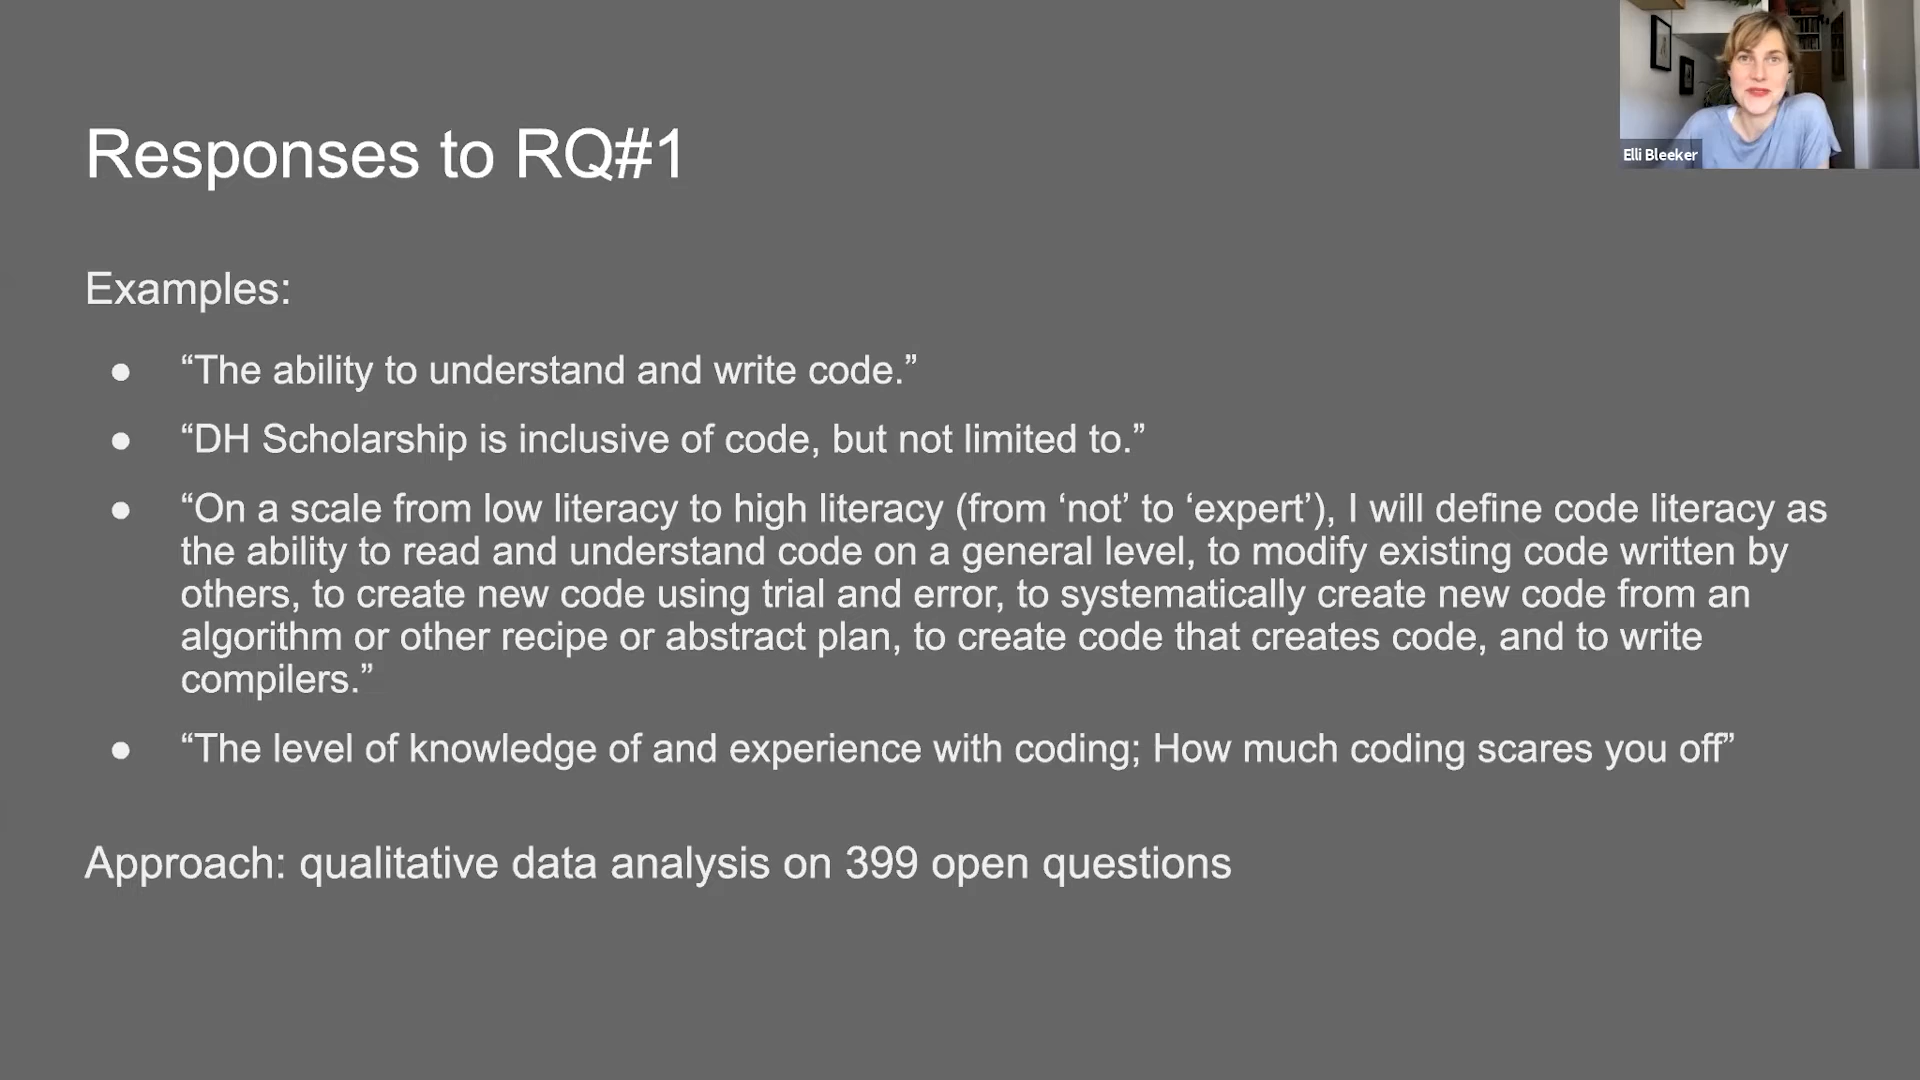 Responses to RQ#1
Elli Bleeker
Examples:
● “The ability to understand and write code.”
● “DH Scholarship is inclusive of code, but not limited to.”
● “On a scale from low literacy to high literacy (from ‘not’ to ‘expert’), I will define code literacy as
the ability to read and understand code on a general level, to modify existing code written by
others, to create new code using trial and error, to systematically create new code from an
algorithm or other recipe or abstract plan, to create code that creates code, and to write
compilers.”
● “The level of knowledge of and experience with coding; How much coding scares you off”
Approach: qualitative data analysis on 399 open questions